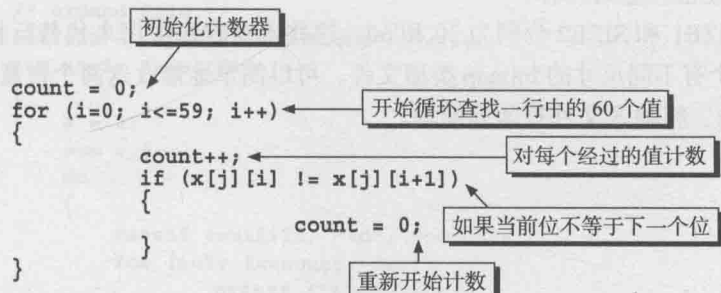 初始化计数器
count = 0;
for (i=0; i<=59; i++)
开始循环查找一行中的 60 个值
{
count++;
对每个经过的值计数
if (x[j][i] != x[j][i+1])
{
count = 0;
如果当前位不等于下一个位
}
}
重新开始计数